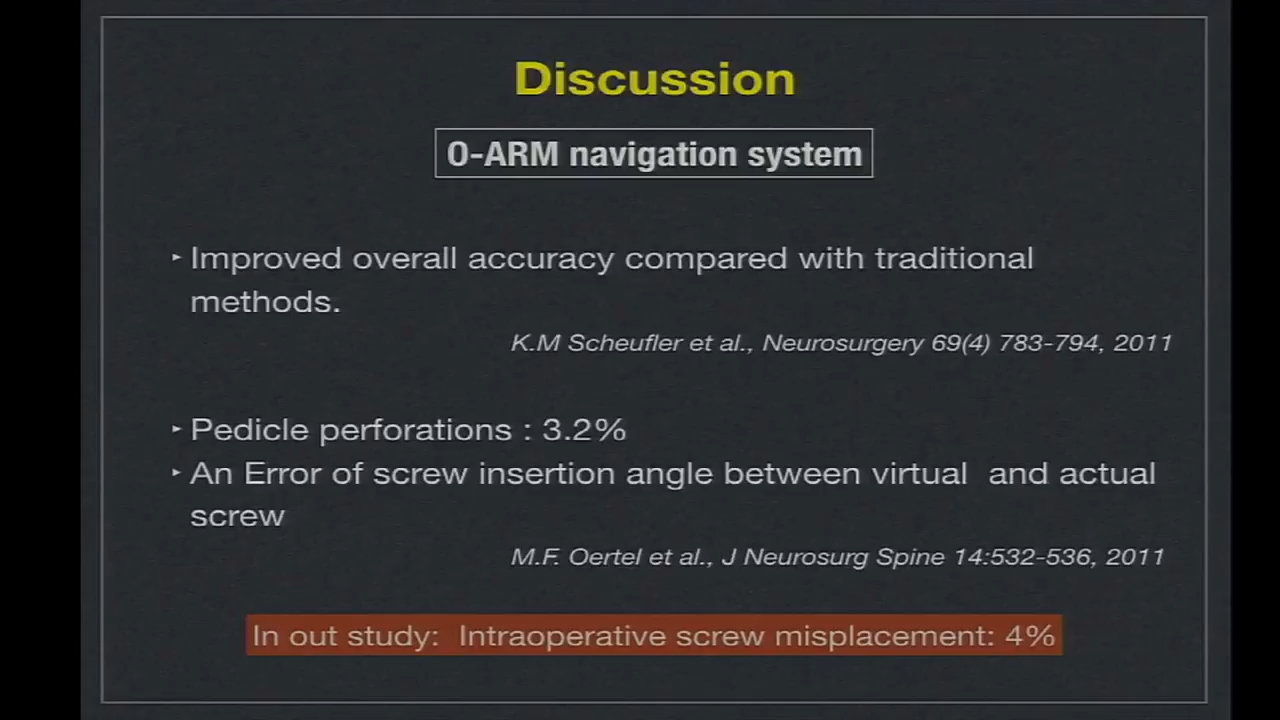 Discussion
O-ARM navigation system
‣ Improved overall accuracy compared with traditional
methods.
K.M Scheufler et al., Neurosurgery 69(4) 783-794, 2011
‣ Pedicle perforations : 3.2%
‣ An Error of screw insertion angle between virtual  and actual
screw
M.F. Oertel et al., J Neurosurg Spine 14:532-536, 2011
In out study:  Intraoperative screw misplacement: 4%